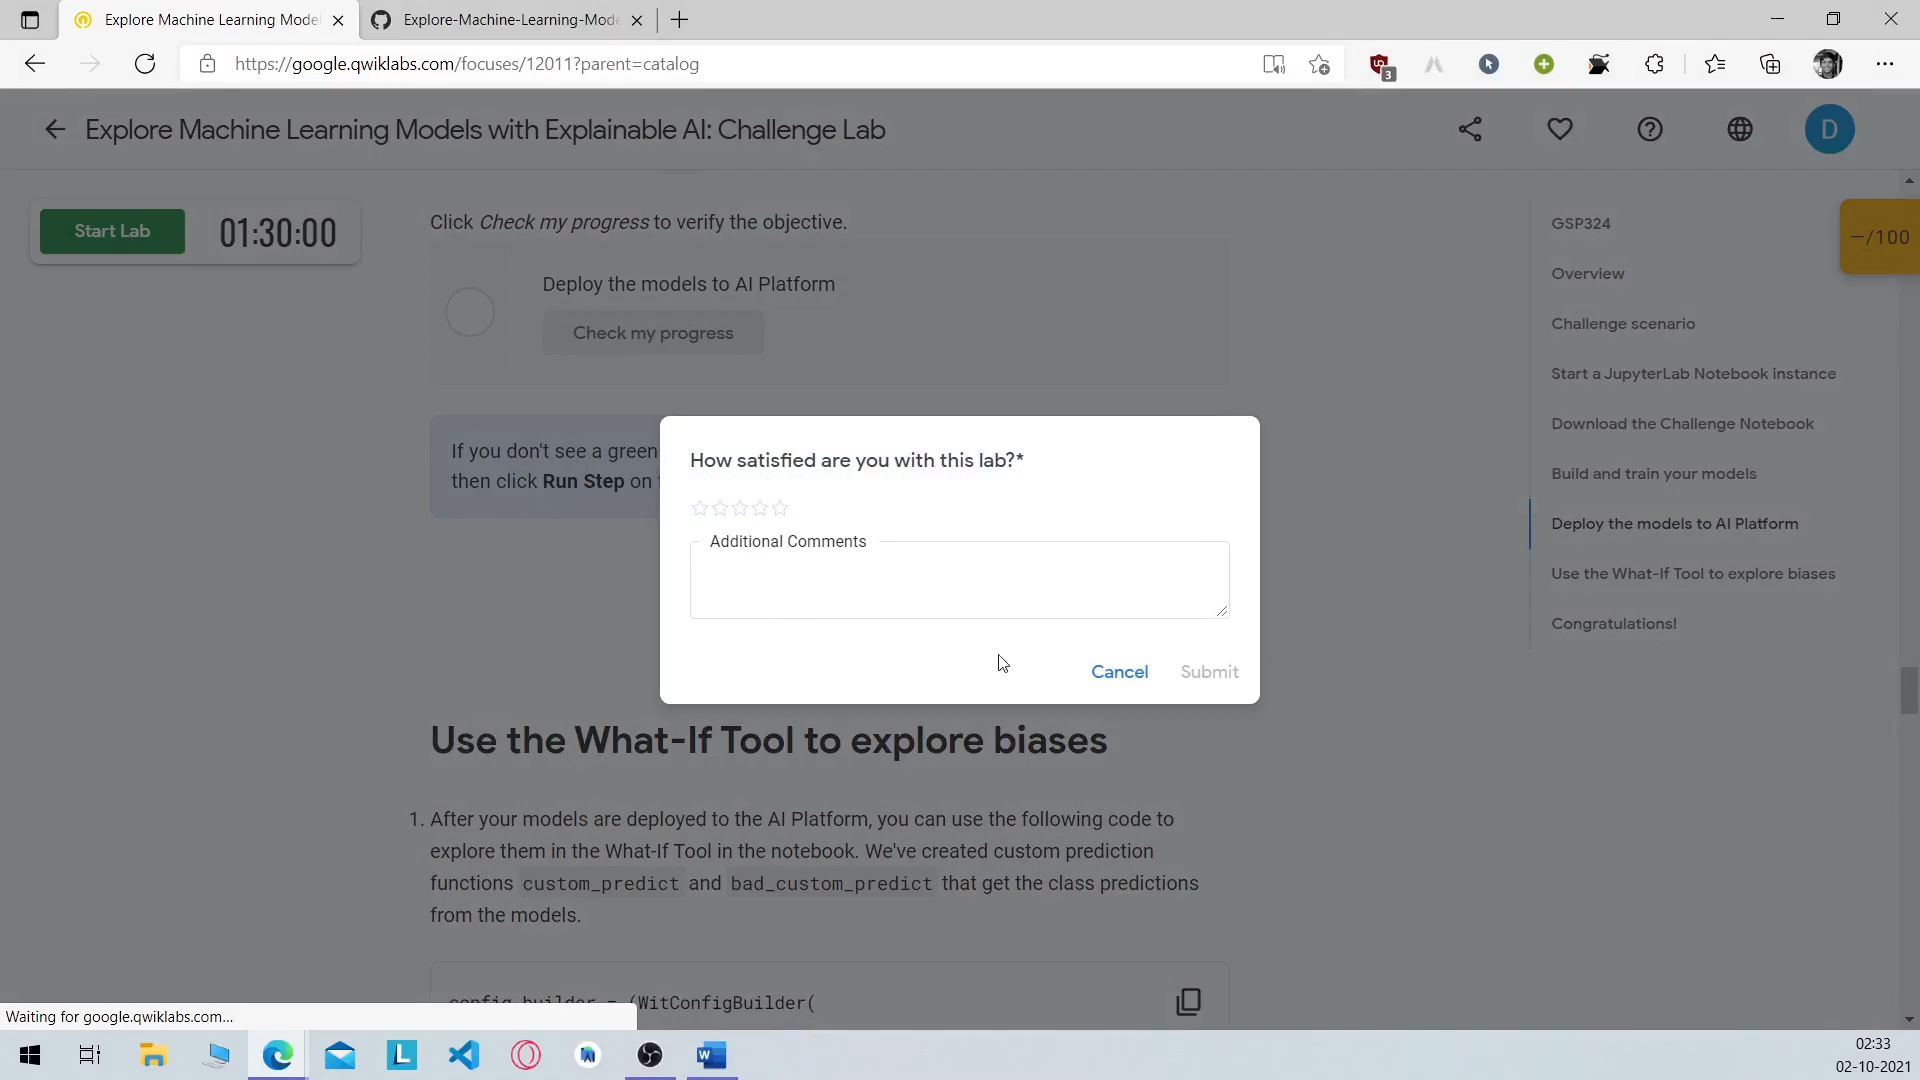 Explore Machine Learning Mode
Explore-Machine-Learning-Mode
https://google.qwiklabs.com/focuses/12011?parent=catalog
3
Explore Machine Learning Models with Explainable AI: Challenge Lab
D
Start Lab
01:30:00
Click Check my progress to verify the objective.
Deploy the models to AI Platform
Check my progress
If you don't see a green
then click Run Step on
How satisfied are you with this lab?*
Additional Comments
Cancel
Submit
GSP324
Overview
Challenge scenario
Start a JupyterLab Notebook instance
Download the Challenge Notebook
Build and train your models
Deploy the models to AI Platform
Use the What-If Tool to explore biases
Congratulations!
—/100
Use the What-If Tool to explore biases
1. After your models are deployed to the AI Platform, you can use the following code to
explore them in the What-If Tool in the notebook. We've created custom prediction
functions custom_predict and bad_custom_predict that get the class predictions
from the models.
config_builder = (WitConfigBuilder(
Waiting for google.qwiklabs.com...
02:33
02-10-2021